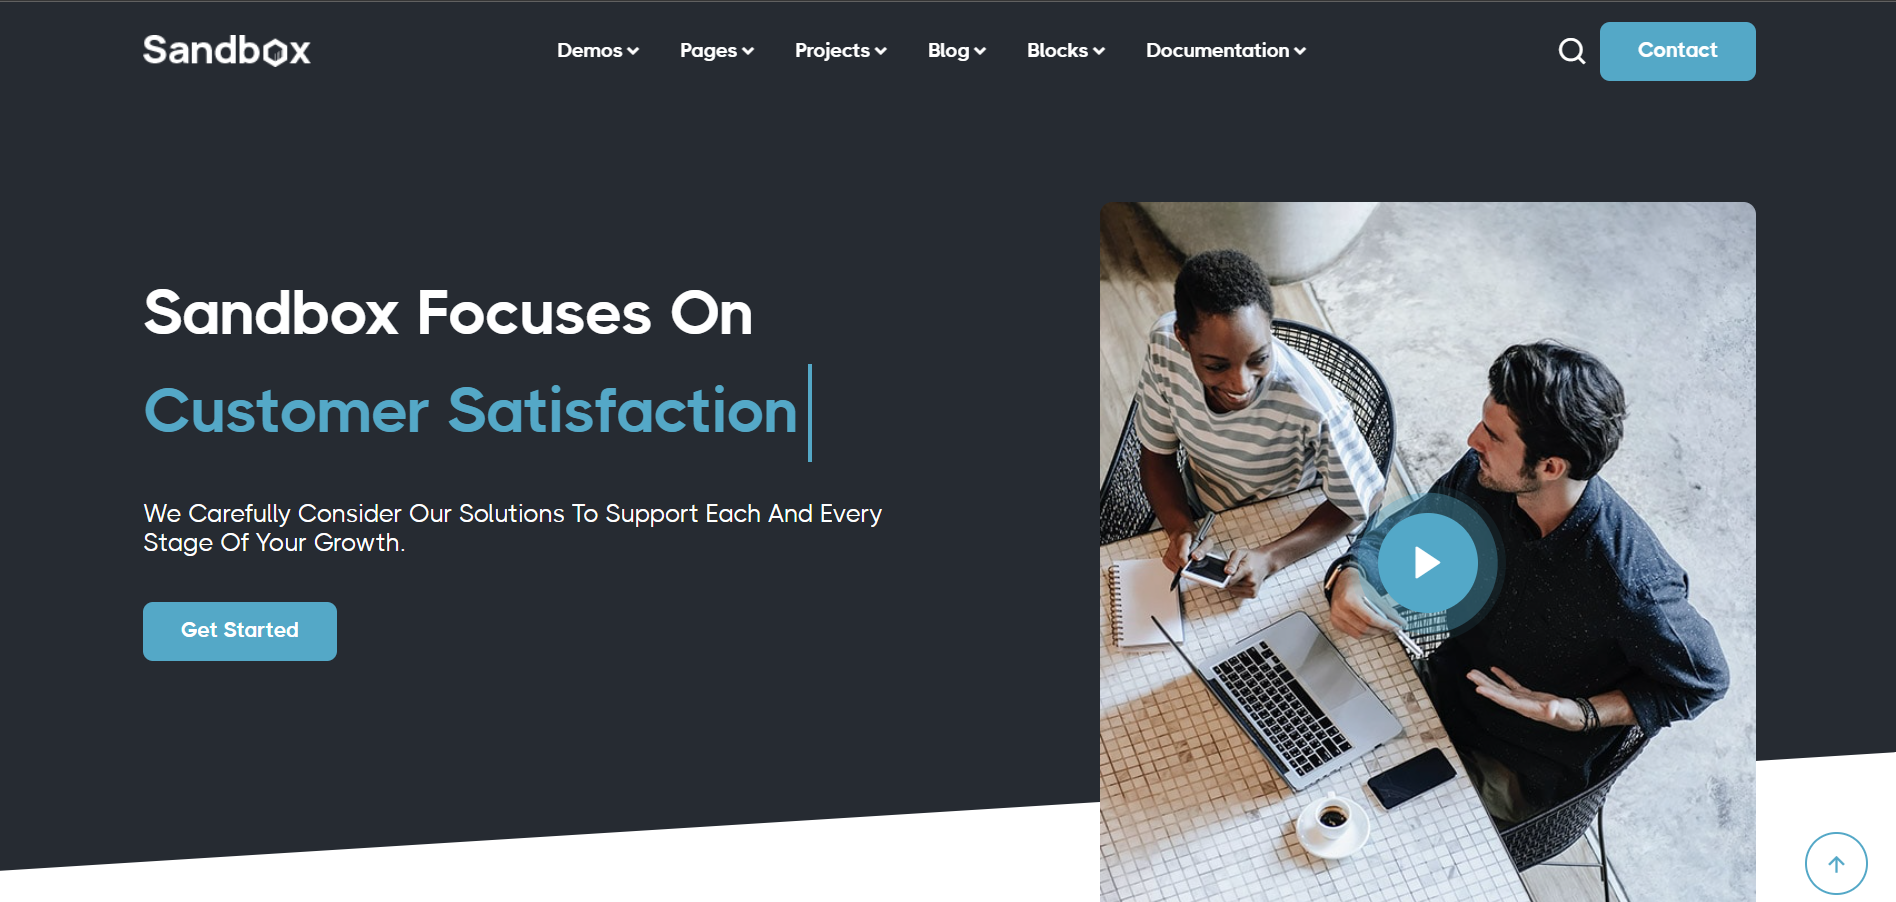 Sandbox
Demos Pages Projects Blog Blocks Documentation
Contact
Sandbox Focuses On
Customer Satisfaction
We Carefully Consider Our Solutions To Support Each And Every
Stage Of Your Growth.
Get Started